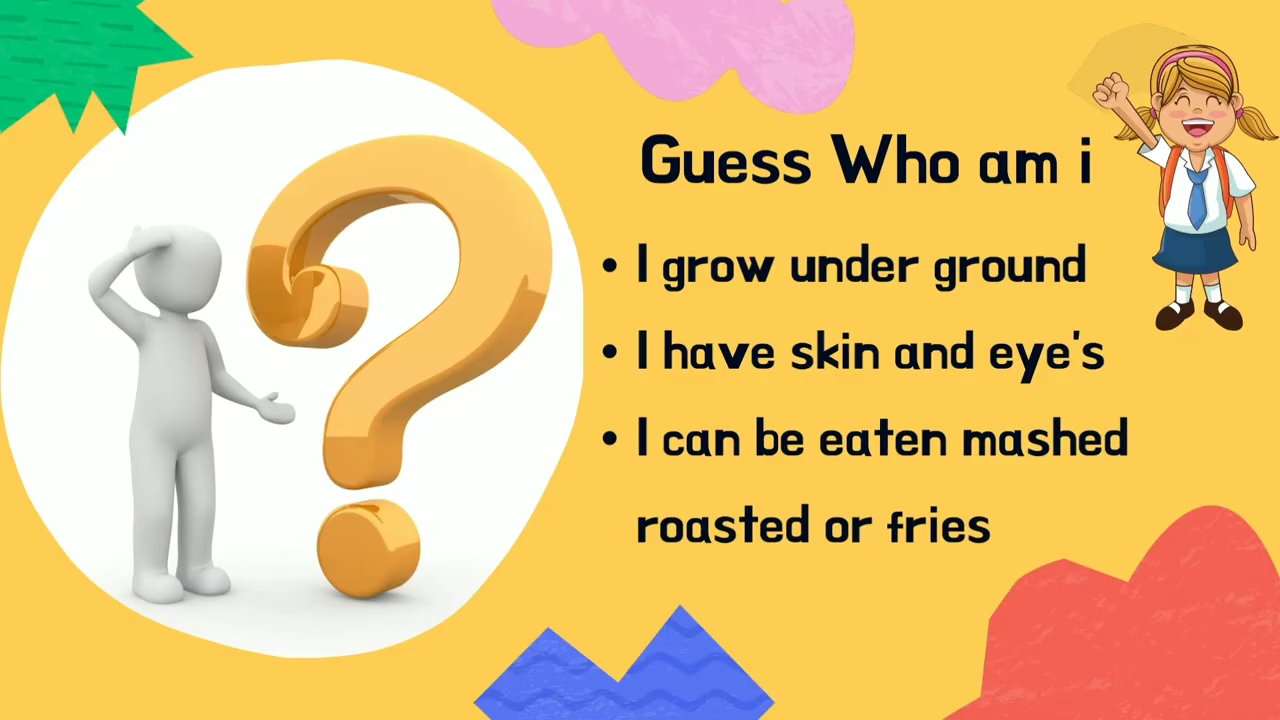 Guess Who am i
• I grow under ground
• I have skin and eye's
• I can be eaten mashed
roasted or fries